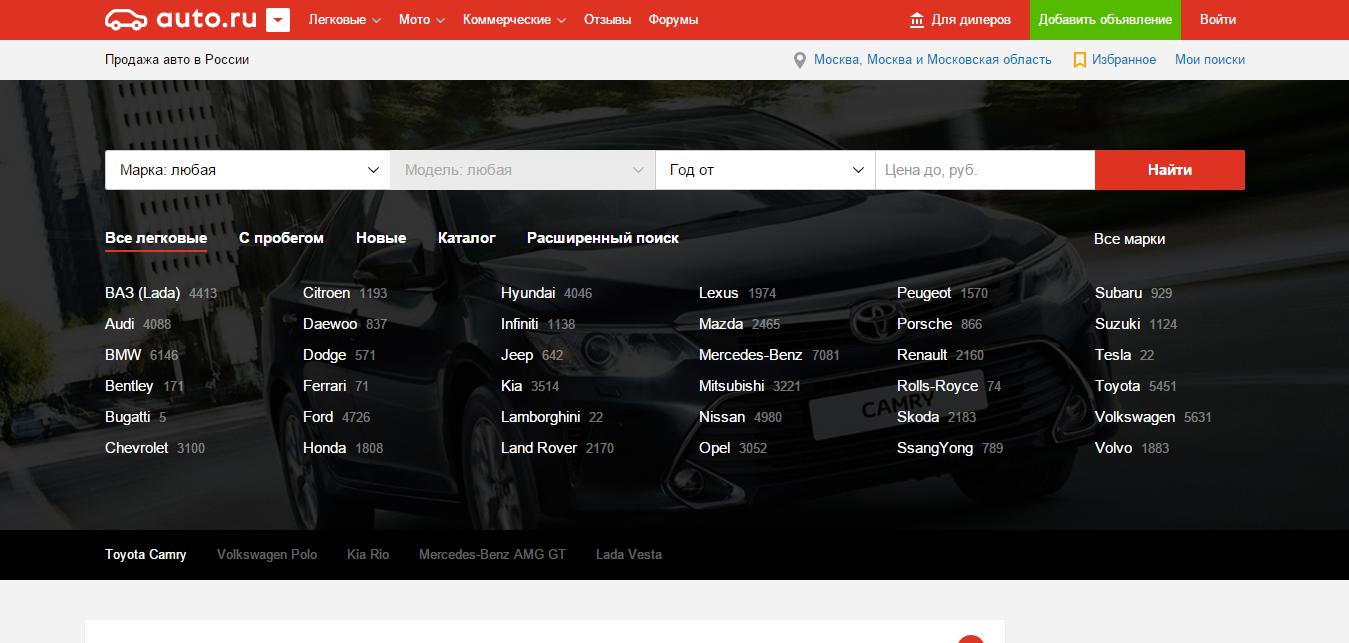 auto.ru Легковые Мото Коммерческие Отзывы Форумы Для дилеров Добавить объявление Войти
Продажа авто в России Москва, Москва и Московская область Избранное Мои поиски
Марка: любая Модель: любая Год от Цена до, руб. Найти
Все легковые С пробегом Новые Каталог Расширенный поиск Все марки
ВАЗ (Lada) 4413 Citroen 1193 Hyundai 4046 Lexus 1974 Peugeot 1570 Subaru 929
Audi 4088 Daewoo 837 Infiniti 1138 Mazda 2465 Porsche 866 Suzuki 1124
BMW 6146 Dodge 571 Jeep 642 Mercedes-Benz 7081 Renault 2160 Tesla 22
Bentley 171 Ferrari 71 Kia 3514 Mitsubishi 3221 Rolls-Royce 74 Toyota 5451
CAMRY
Bugatti 5 Ford 4726 Lamborghini 22 Nissan 4980 Skoda 2183 Volkswagen 5631
Chevrolet 3100 Honda 1808 Land Rover 2170 Opel 3052 SsangYong 789 Volvo 1883
Toyota Camry Volkswagen Polo Kia Rio Mercedes-Benz AMG GT Lada Vesta